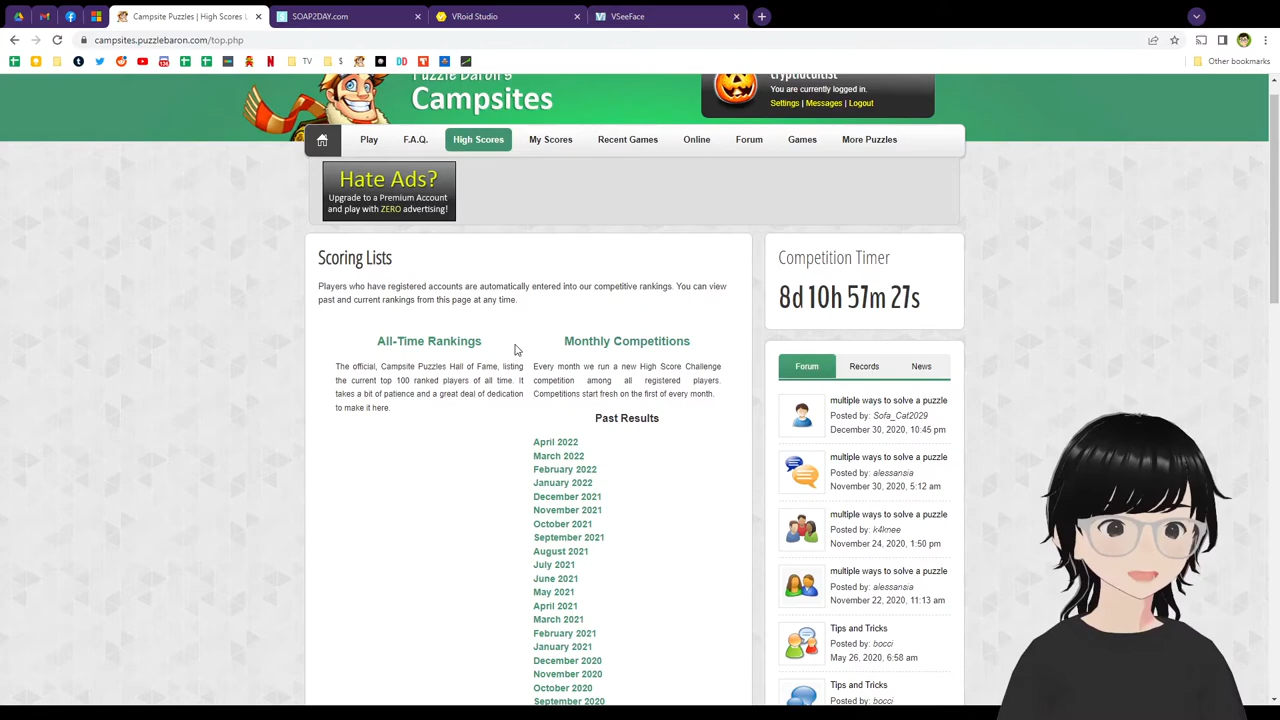 Campsite Puzzles | High Scores L
SOAP2DAY.com
VRoid Studio
VSeeFace
campsites.puzzlebaron.com/top.php
TV
$
DD
Other bookmarks
Puzzle Baron's
Campsites
crypticcultist
You are currently logged in.
Settings | Messages | Logout
Play
F.A.Q.
High Scores
My Scores
Recent Games
Online
Forum
Games
More Puzzles
Hate Ads?
Upgrade to a Premium Account
and play with ZERO advertising!
Scoring Lists
Players who have registered accounts are automatically entered into our competitive rankings. You can view
past and current rankings from this page at any time.
All-Time Rankings
The official, Campsite Puzzles Hall of Fame, listing
the current top 100 ranked players of all time. It
takes a bit of patience and a great deal of dedication
to make it here.
Monthly Competitions
Every month we run a new High Score Challenge
competition among all registered players.
Competitions start fresh on the first of every month.
Past Results
April 2022
March 2022
February 2022
January 2022
December 2021
November 2021
October 2021
September 2021
August 2021
July 2021
June 2021
May 2021
April 2021
March 2021
February 2021
January 2021
December 2020
November 2020
October 2020
September 2020
Competition Timer
8d 10h 57m 27s
Forum
Records
News
multiple ways to solve a puzzle
Posted by: Sofa_Cat2029
December 30, 2020, 10:45 pm
multiple ways to solve a puzzle
Posted by: alessansia
November 30, 2020, 5:12 am
multiple ways to solve a puzzle
Posted by: k4knee
November 24, 2020, 1:50 pm
multiple ways to solve a puzzle
Posted by: alessansia
November 22, 2020, 11:13 am
Tips and Tricks
Posted by: bocci
May 26, 2020, 6:58 am
Tips and Tricks
Posted by: bocci